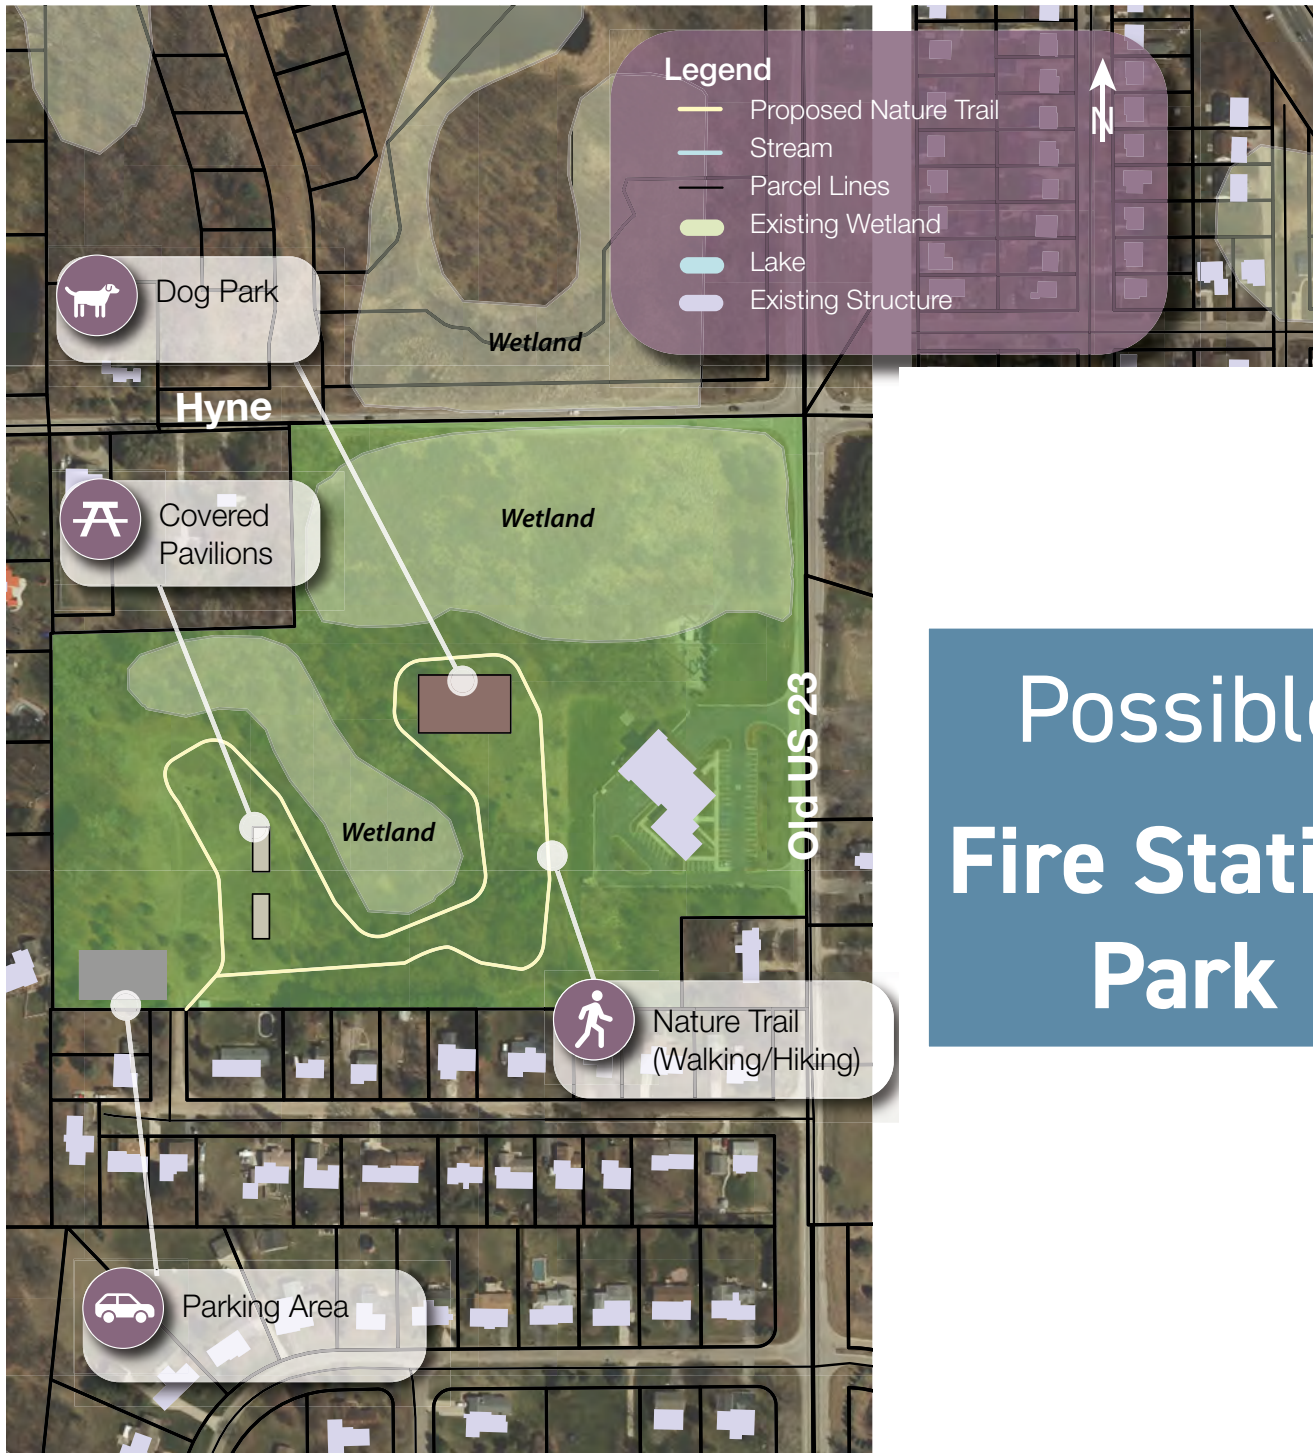 Legend
Proposed Nature Trail
Stream
Parcel Lines
Existing Wetland
Lake
Existing Structure
N
Dog Park
Wetland
Hyne
Covered
Pavilions
Wetland
Old US 23
Wetland
Nature Trail
(Walking/Hiking)
Parking Area
Possible
Fire Stati
Park